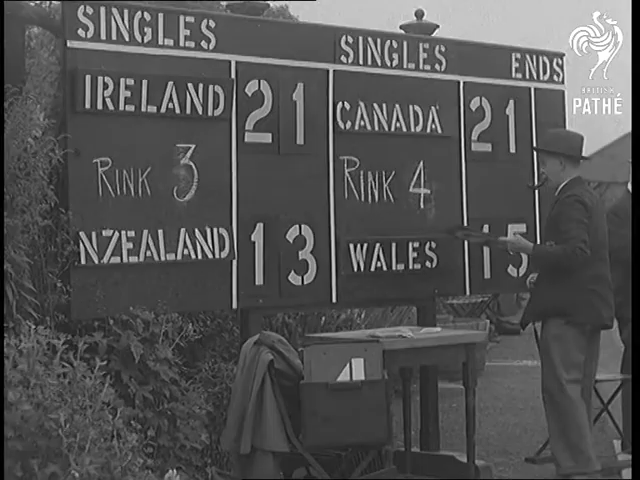 SINGLES SINGLES ENDS
IRELAND 21 CANADA 21
RINK 3 RINK 4
NZEALAND 13 WALES 15
BRITISH
PATHÉ